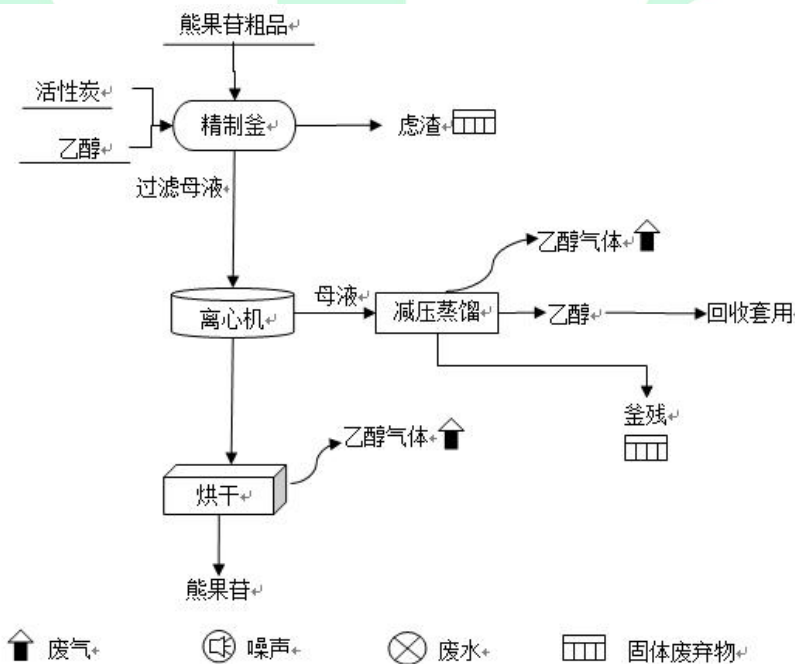 熊果苷粗品
活性炭
乙醇
精制釜
虑渣
过滤母液
乙醇气体
母液
离心机
减压蒸馏
乙醇
回收套用
釜残
乙醇气体
烘干
熊果苷
废气
噪声
废水
固体废弃物